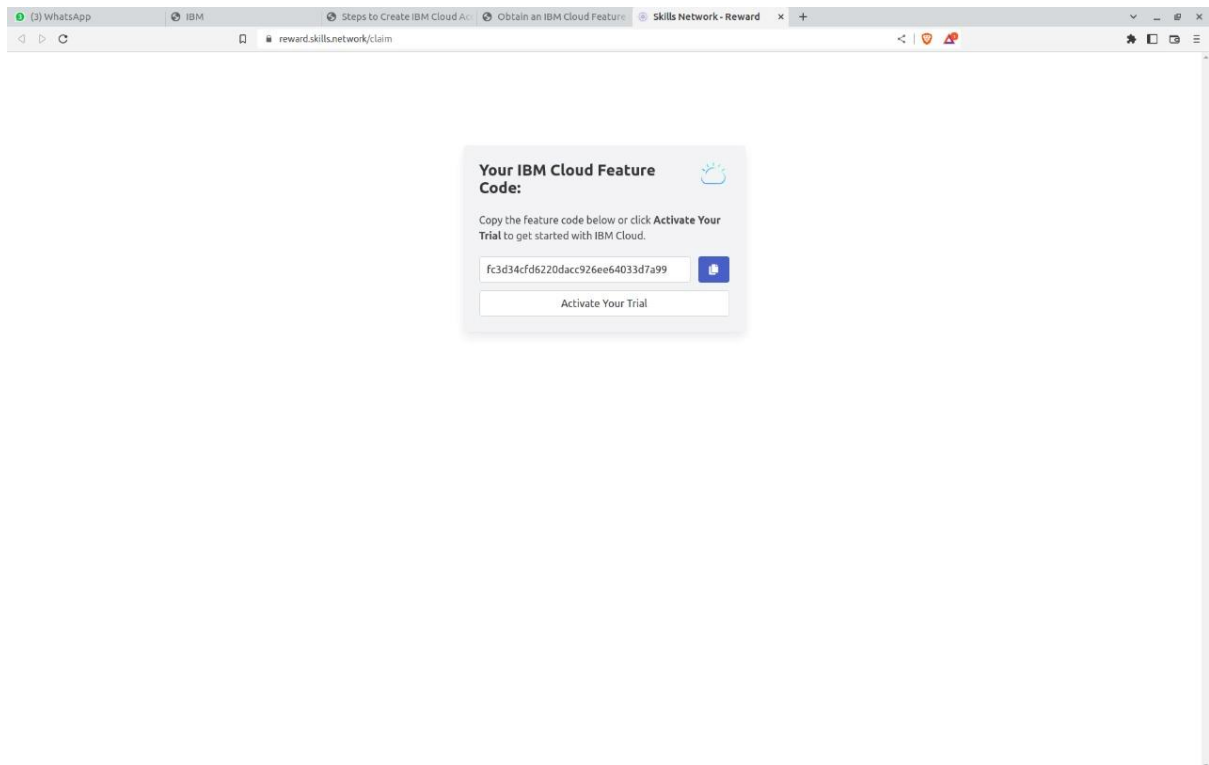 (3) WhatsApp
IBM
Steps to Create IBM Cloud Ac
Obtain an IBM Cloud Feature
Skills Network - Reward
reward.skills.network/claim
Your IBM Cloud Feature
Code:
Copy the feature code below or click Activate Your
Trial to get started with IBM Cloud.
fc3d34cfd6220dacc926ee64033d7a99
Activate Your Trial